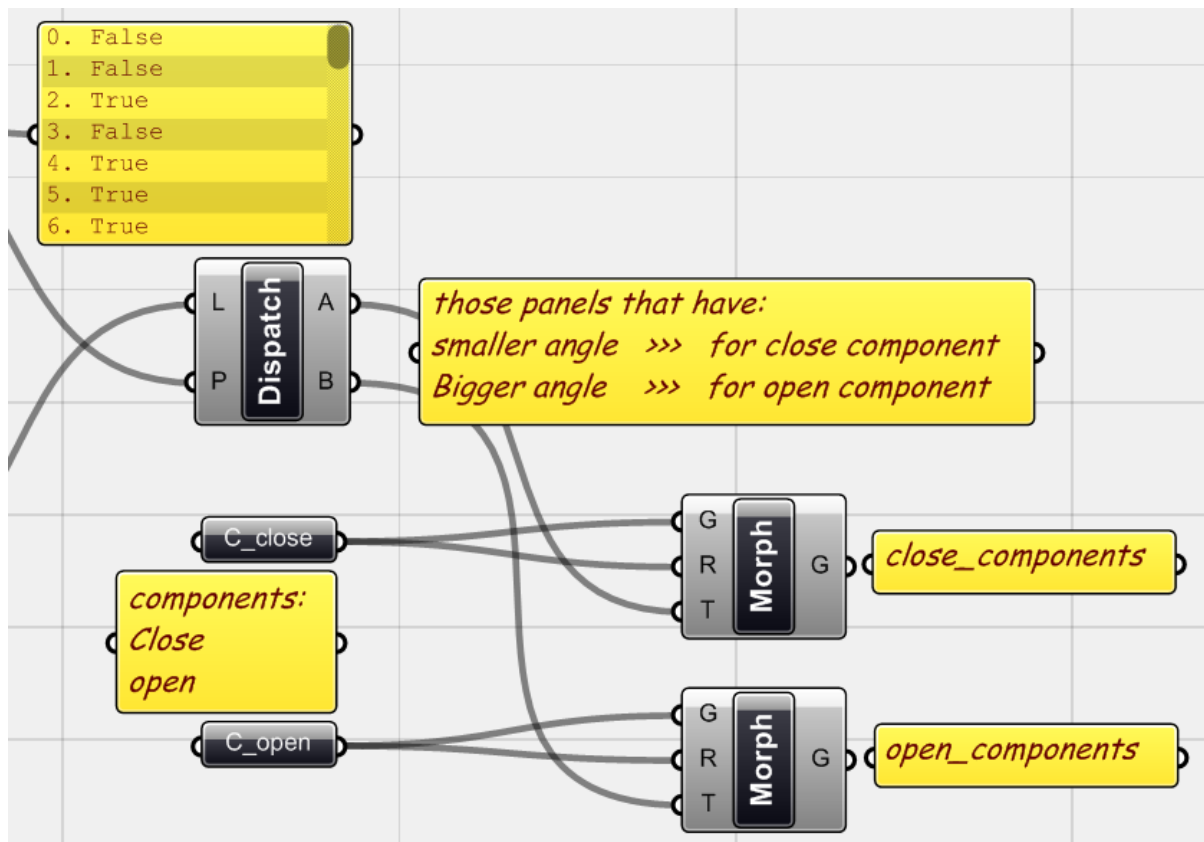 0. False
1. False
2. True
3. False
4. True
5. True
6. True
L
P
Dispatch
A
B
those panels that have:
smaller angle >>> for close component
Bigger angle >>> for open component
C_close
components:
Close
open
C_open
G
R
T
Morph
G
close_components
G
R
T
Morph
G
open_components